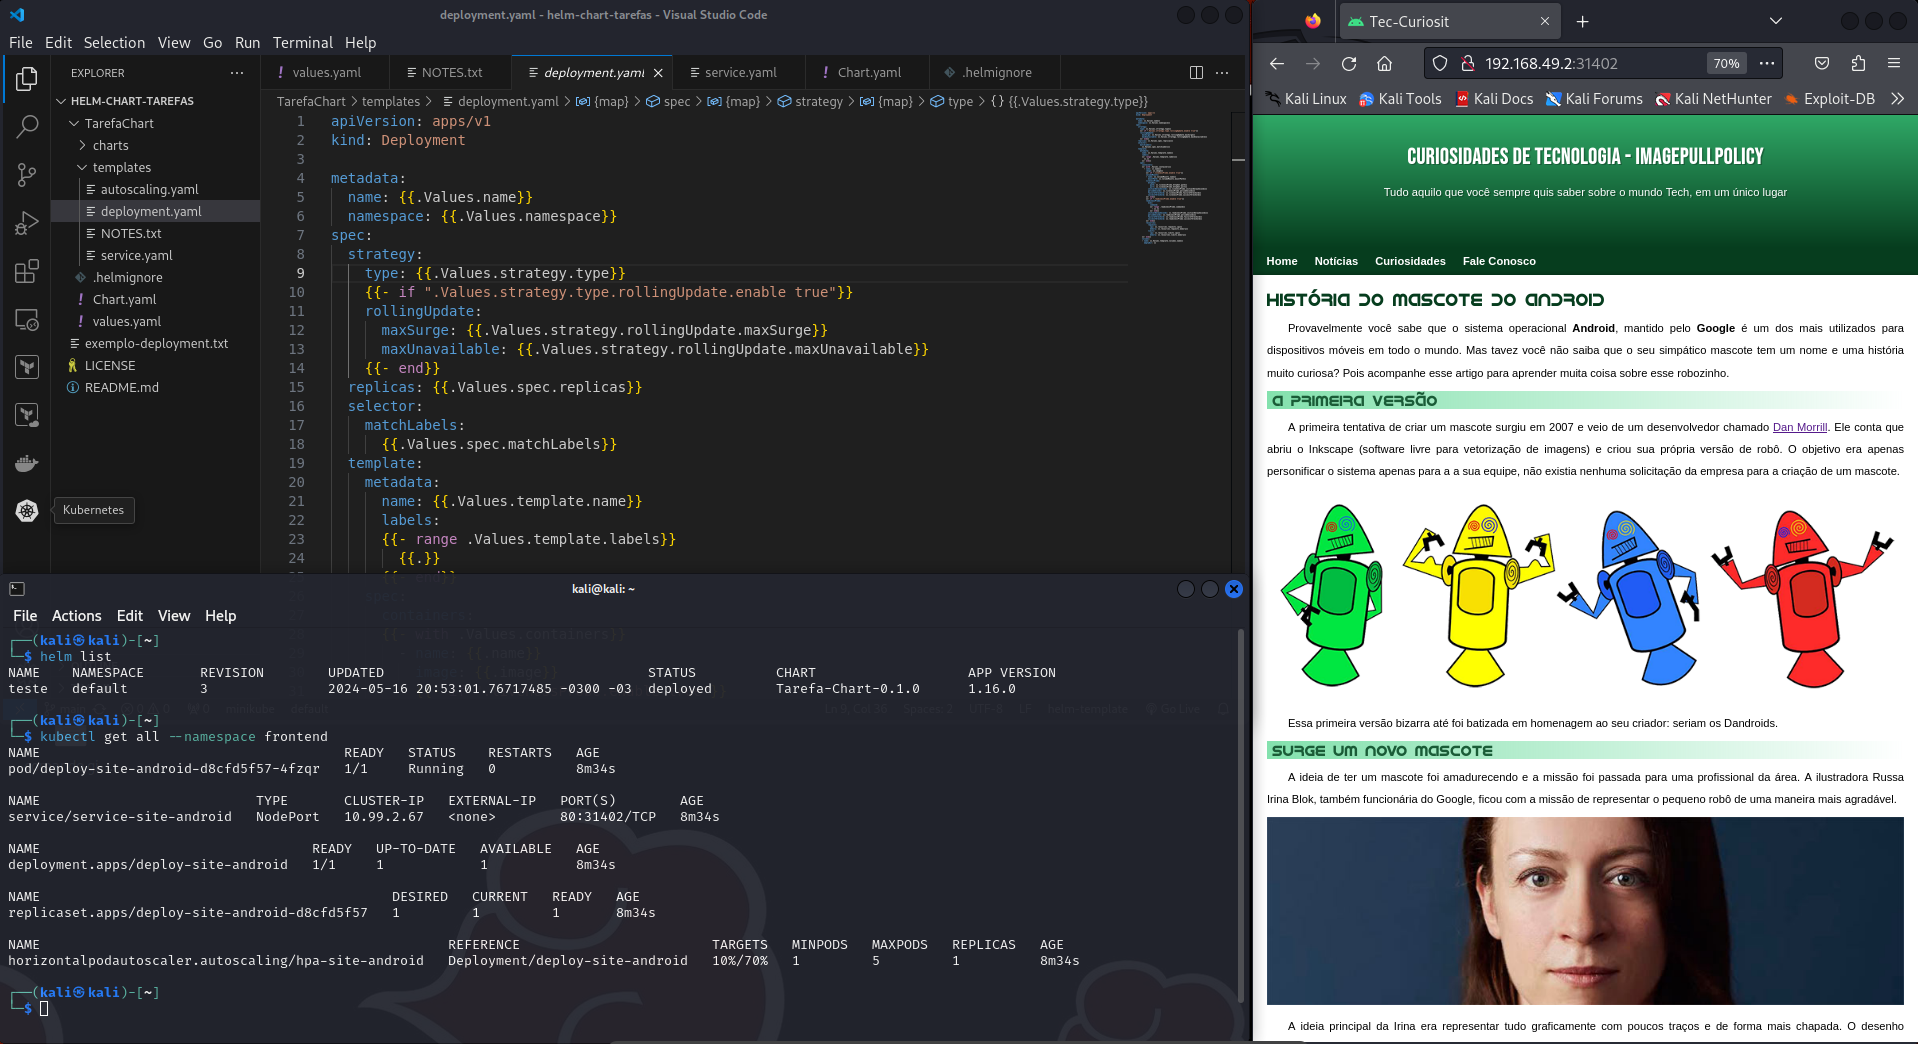 deployment.yaml - helm-chart-tarefas - Visual Studio Code
File Edit Selection View Go Run Terminal Help
EXPLORER
HELM-CHART-TAREFAS
TarefaChart
charts
templates
autoscaling.yaml
deployment.yaml
NOTES.txt
service.yaml
.helmignore
Chart.yaml
values.yaml
exemplo-deployment.txt
LICENSE
README.md
Kubernetes
values.yaml NOTES.txt deployment.yaml service.yaml Chart.yaml .helmignore
TarefaChart > templates > deployment.yaml > {map} > spec > {map} > strategy > {map} > type > {} {{.Values.strategy.type}}
1 apiVersion: apps/v1
2 kind: Deployment
3
4 metadata:
5 name: {{.Values.name}}
6 namespace: {{.Values.namespace}}
7 spec:
8 strategy:
9 type: {{.Values.strategy.type}}
10 {{- if ".Values.strategy.type.rollingUpdate.enable true"}}
11 rollingUpdate:
12 maxSurge: {{.Values.strategy.rollingUpdate.maxSurge}}
13 maxUnavailable: {{.Values.strategy.rollingUpdate.maxUnavailable}}
14 {{- end}}
15 replicas: {{.Values.spec.replicas}}
16 selector:
17 matchLabels:
18 {{.Values.spec.matchLabels}}
19 template:
20 metadata:
21 name: {{.Values.template.name}}
22 labels:
23 {{- range .Values.template.labels}}
24 {{.}}
kali@kali: ~
File Actions Edit View Help
┌──(kali㉿kali)-[~]
└─$ helm list
NAME NAMESPACE REVISION UPDATED STATUS CHART APP VERSION
teste default 3 2024-05-16 20:53:01.76717485 -0300 -03 deployed Tarefa-Chart-0.1.0 1.16.0
┌──(kali㉿kali)-[~]
└─$ kubectl get all --namespace frontend
NAME READY STATUS RESTARTS AGE
pod/deploy-site-android-d8cfd5f57-4fzqr 1/1 Running 0 8m34s
NAME TYPE CLUSTER-IP EXTERNAL-IP PORT(S) AGE
service/service-site-android NodePort 10.99.2.67 <none> 80:31402/TCP 8m34s
NAME READY UP-TO-DATE AVAILABLE AGE
deployment.apps/deploy-site-android 1/1 1 1 8m34s
NAME DESIRED CURRENT READY AGE
replicaset.apps/deploy-site-android-d8cfd5f57 1 1 1 8m34s
NAME REFERENCE TARGETS MINPODS MAXPODS REPLICAS AGE
horizontalpodautoscaler.autoscaling/hpa-site-android Deployment/deploy-site-android 10%/70% 1 5 1 8m34s
┌──(kali㉿kali)-[~]
└─$
Tec-Curiosit
192.168.49.2:31402 70%
Kali Linux Kali Tools Kali Docs Kali Forums Kali NetHunter Exploit-DB
CURIOSIDADES DE TECNOLOGIA - IMAGEPULLPOLICY
Tudo aquilo que você sempre quis saber sobre o mundo Tech, em um único lugar
Home Notícias Curiosidades Fale Conosco
HISTÓRIA DO MASCOTE DO ANDROID
Provavelmente você sabe que o sistema operacional Android, mantido pelo Google é um dos mais utilizados para
dispositivos móveis em todo o mundo. Mas tavez você não saiba que o seu simpático mascote tem um nome e uma história
muito curiosa? Pois acompanhe esse artigo para aprender muita coisa sobre esse robozinho.
A PRIMEIRA VERSÃO
A primeira tentativa de criar um mascote surgiu em 2007 e veio de um desenvolvedor chamado Dan Morrill. Ele conta que
abriu o Inkscape (software livre para vetorização de imagens) e criou sua própria versão de robô. O objetivo era apenas
personificar o sistema apenas para a a sua equipe, não existia nenhuma solicitação da empresa para a criação de um mascote.
Essa primeira versão bizarra até foi batizada em homenagem ao seu criador: seriam os Dandroids.
SURGE UM NOVO MASCOTE
A ideia de ter um mascote foi amadurecendo e a missão foi passada para uma profissional da área. A ilustradora Russa
Irina Blok, também funcionária do Google, ficou com a missão de representar o pequeno robô de uma maneira mais agradável.
A ideia principal da Irina era representar tudo graficamente com poucos traços e de forma mais chapada. O desenho